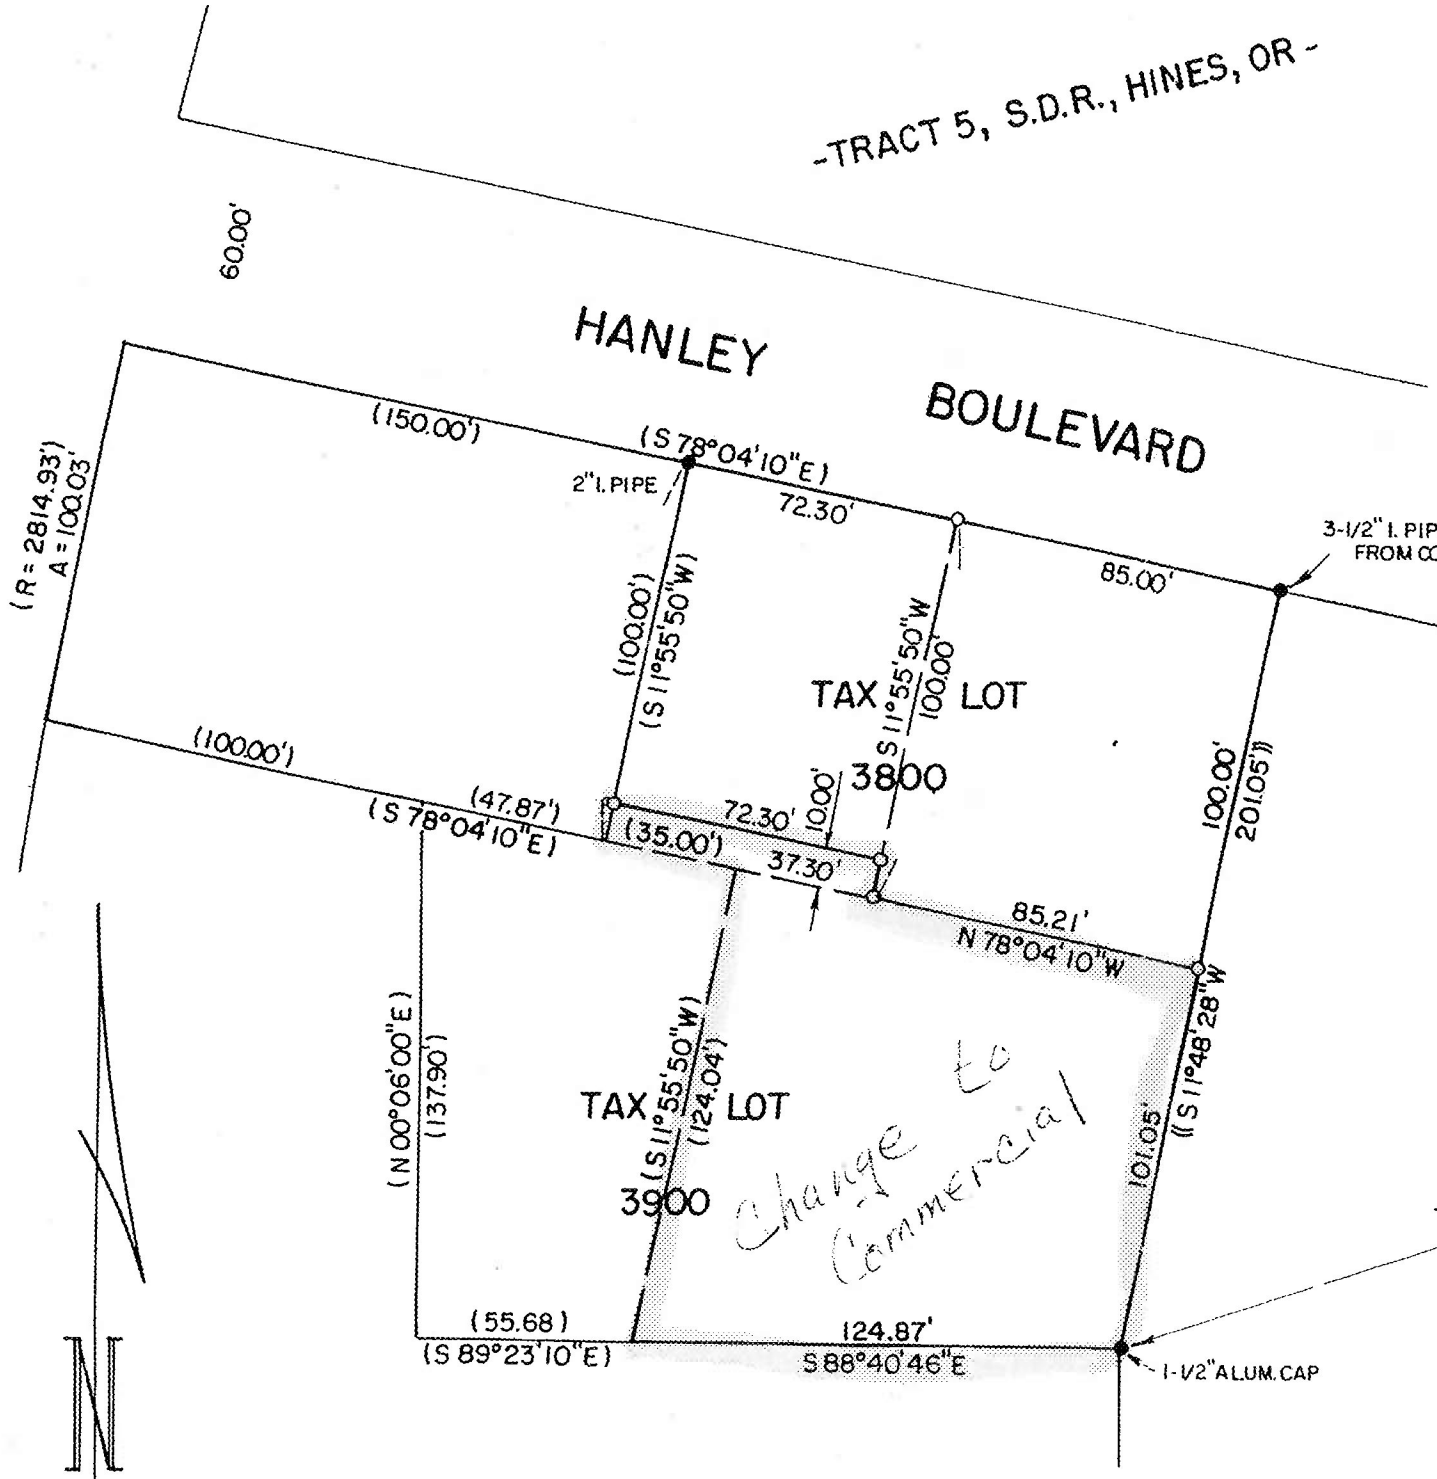 -TRACT 5, S.D.R., HINES, OR-
60.00'
HANLEY BOULEVARD
(150.00')
(S 78°04'10"E)
2" I. PIPE
72.30'
85.00'
3-1/2" I. PIP
FROM CO
(R = 2814.93')
A = 100.03'
(100.00')
(S 11°55'50"W)
S 11°55'50"W
100.00'
TAX LOT
3800
100.00'
201.05'))
(100.00')
(47.87')
(S 78°04'10"E)
72.30'
10.00'
(35.00')
37.30'
85.21'
N 78°04'10"W
((S 11°48'28"W
101.05'
(N 00°06'00"E)
(137.90')
(S 11°55'50"W)
(124.04')
TAX LOT
3900
Change to
Commercial
(55.68)
(S 89°23'10"E)
124.87'
S 88°40'46"E
1-1/2" ALUM. CAP
N